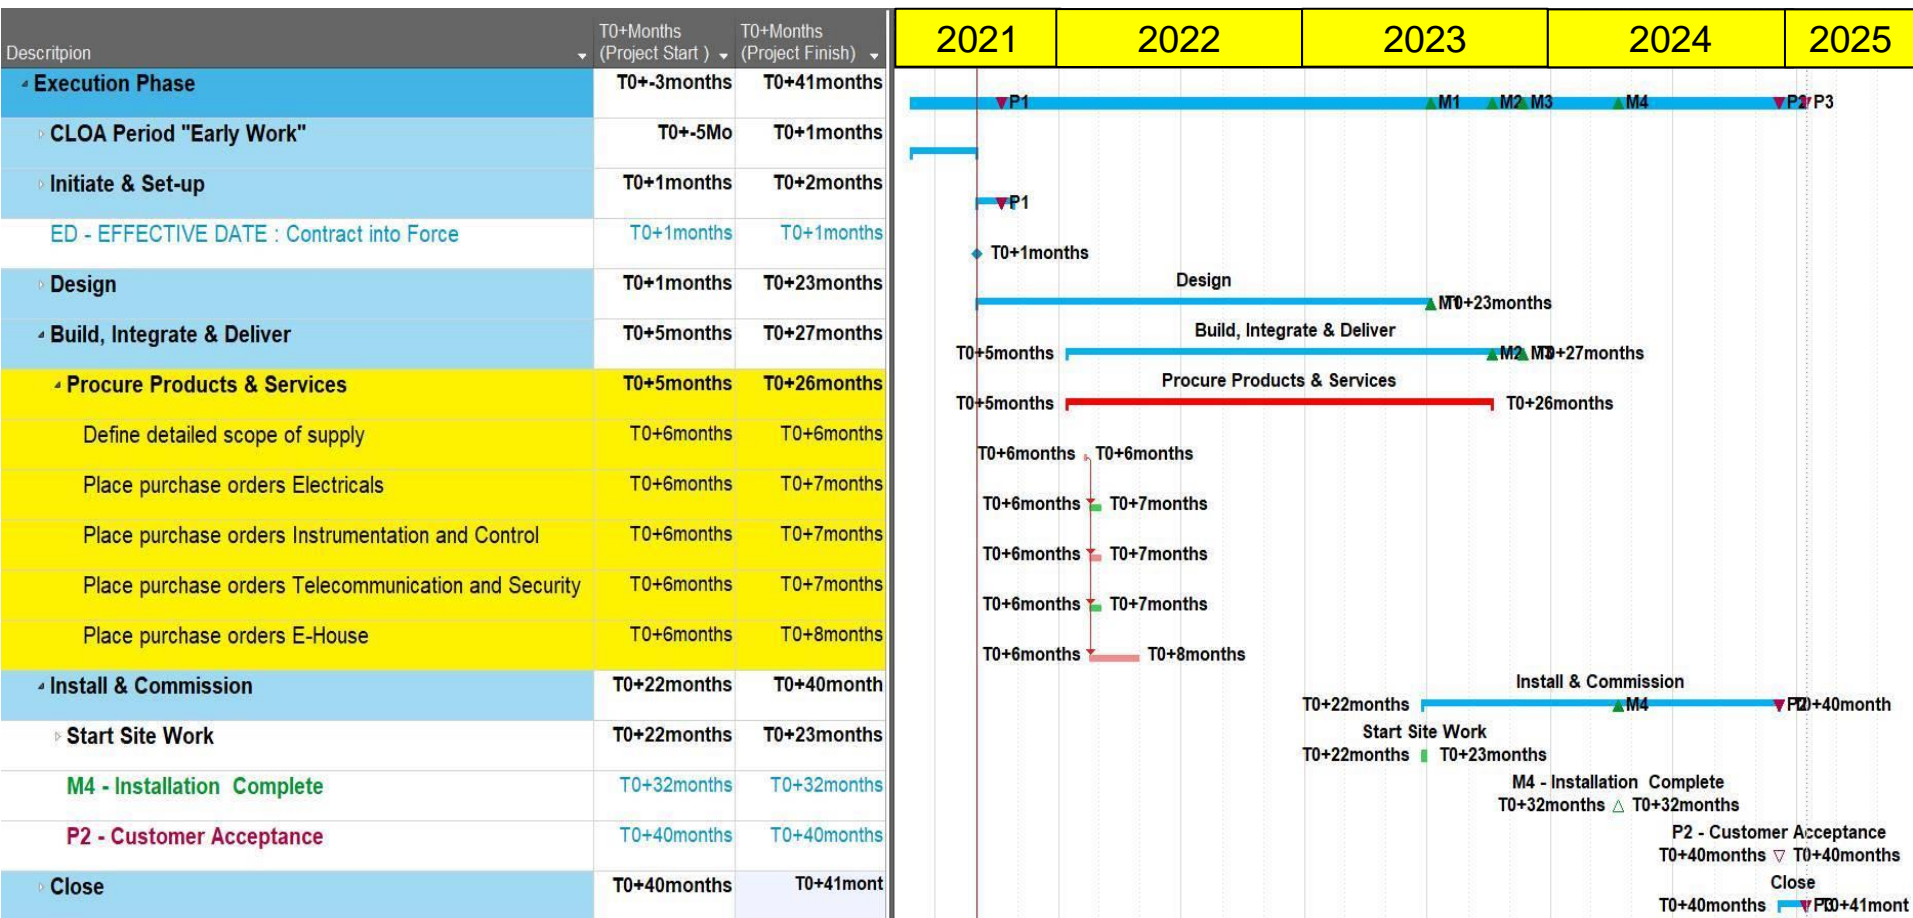 Descritpion
T0+Months
(Project Start )
T0+Months
(Project Finish)
2021 2022 2023 2024 2025
Execution Phase T0+-3months T0+41months
P1 M1 M2 M3 M4 P2 P3
CLOA Period "Early Work" T0+-5Mo T0+1months
Initiate & Set-up T0+1months T0+2months
P1
ED - EFFECTIVE DATE : Contract into Force T0+1months T0+1months
T0+1months
Design T0+1months T0+23months
Design
M1 T0+23months
Build, Integrate & Deliver T0+5months T0+27months
Build, Integrate & Deliver
T0+5months M2 M3 T0+27months
Procure Products & Services T0+5months T0+26months
Procure Products & Services
T0+5months T0+26months
Define detailed scope of supply T0+6months T0+6months
T0+6months T0+6months
Place purchase orders Electricals T0+6months T0+7months
T0+6months T0+7months
Place purchase orders Instrumentation and Control T0+6months T0+7months
T0+6months T0+7months
Place purchase orders Telecommunication and Security T0+6months T0+7months
T0+6months T0+7months
Place purchase orders E-House T0+6months T0+8months
T0+6months T0+8months
Install & Commission T0+22months T0+40month
Install & Commission
T0+22months M4 P2 T0+40month
Start Site Work T0+22months T0+23months
Start Site Work
T0+22months T0+23months
M4 - Installation Complete T0+32months T0+32months
M4 - Installation Complete
T0+32months T0+32months
P2 - Customer Acceptance T0+40months T0+40months
P2 - Customer Acceptance
T0+40months T0+40months
Close T0+40months T0+41mont
Close
T0+40months P3 T0+41mont